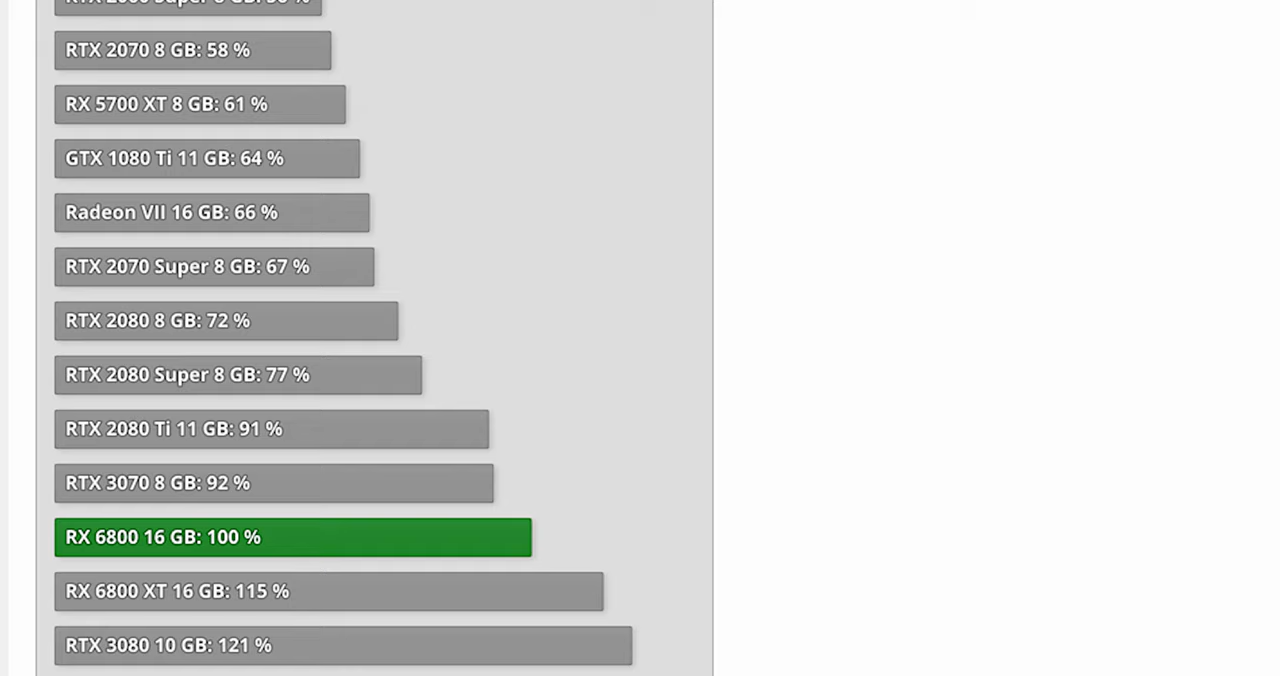 RTX 2070 8 GB: 58 %
RX 5700 XT 8 GB: 61 %
GTX 1080 Ti 11 GB: 64 %
Radeon VII 16 GB: 66 %
RTX 2070 Super 8 GB: 67 %
RTX 2080 8 GB: 72 %
RTX 2080 Super 8 GB: 77 %
RTX 2080 Ti 11 GB: 91 %
RTX 3070 8 GB: 92 %
RX 6800 16 GB: 100 %
RX 6800 XT 16 GB: 115 %
RTX 3080 10 GB: 121 %